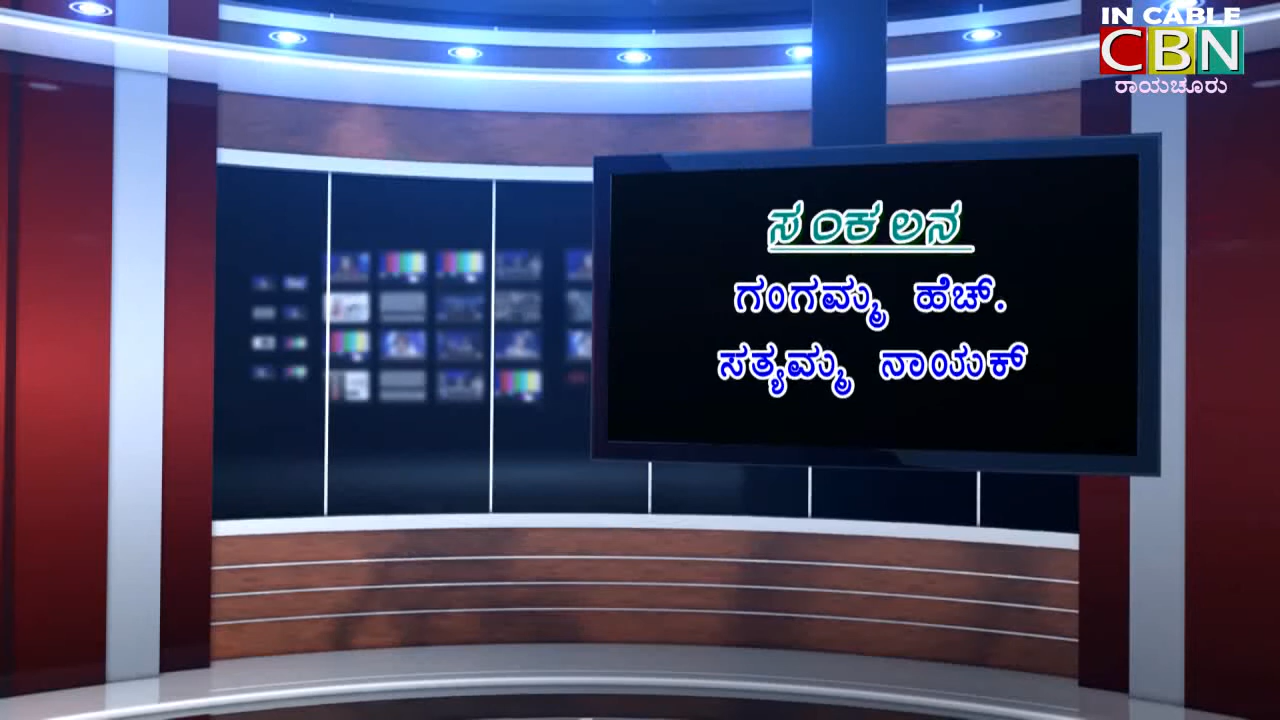 IN CABLE
CBN
ರಾಯಚೂರು
ಸಂಕಲನ
ಗಂಗಮ್ಮ ಹೆಚ್.
ಸತ್ಯಮ್ಮ ನಾಯಕ್